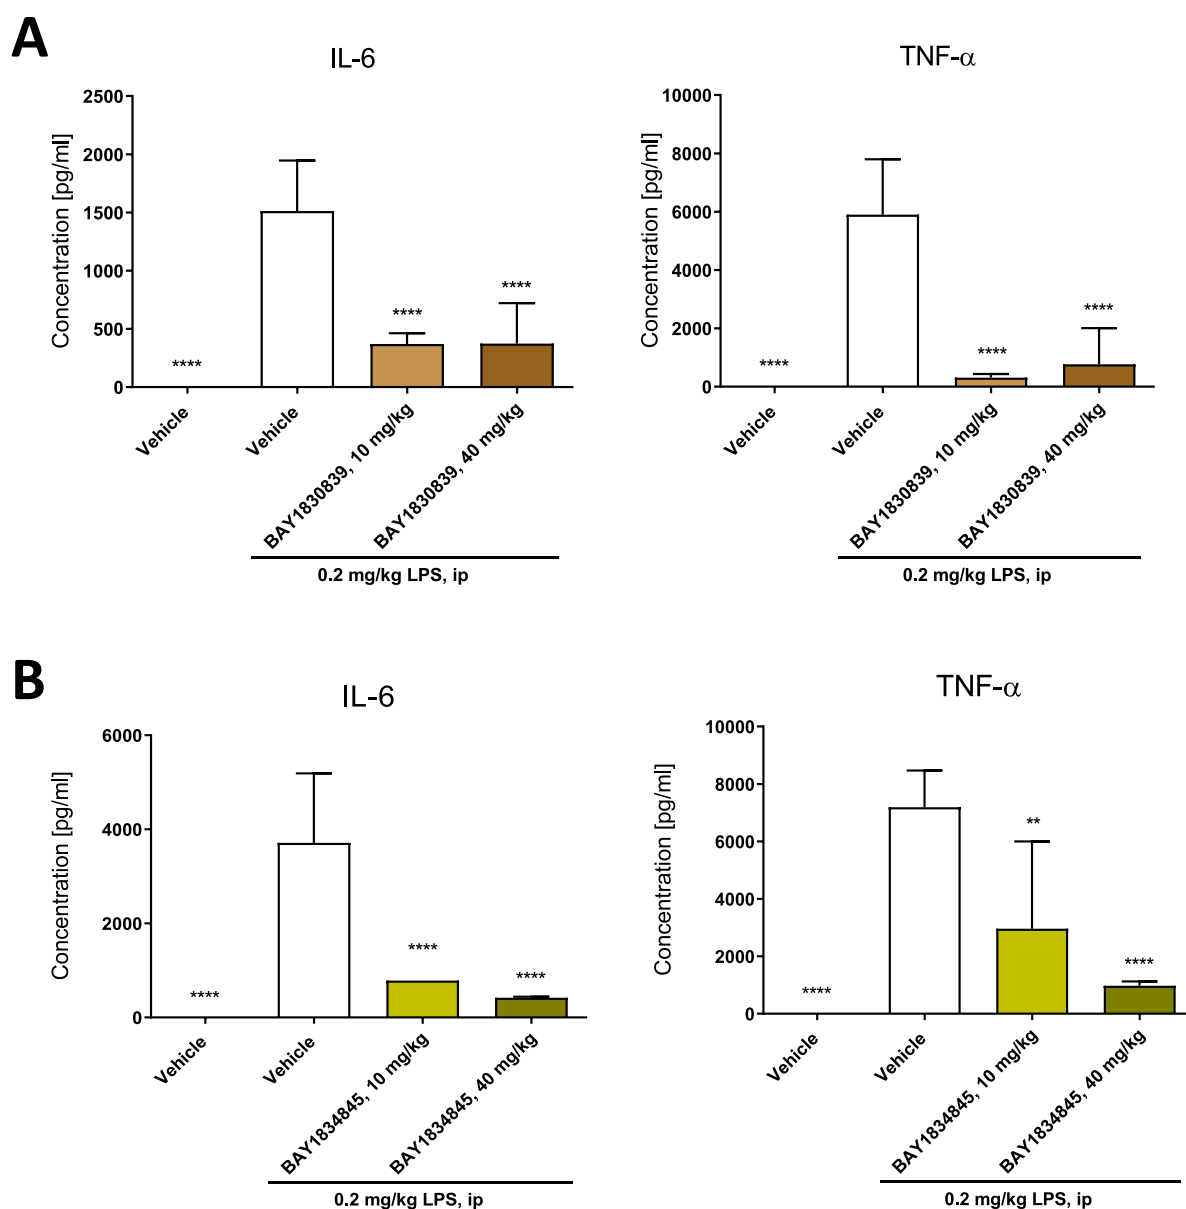 A
IL-6
Concentration [pg/ml]
2500
2000
1500
1000
500
0
****
****
****
Vehicle
Vehicle
BAY1830839, 10 mg/kg
BAY1830839, 40 mg/kg
0.2 mg/kg LPS, ip
TNF-α
Concentration [pg/ml]
10000
8000
6000
4000
2000
0
****
****
****
Vehicle
Vehicle
BAY1830839, 10 mg/kg
BAY1830839, 40 mg/kg
0.2 mg/kg LPS, ip
B
IL-6
Concentration [pg/ml]
6000
4000
2000
0
****
****
****
Vehicle
Vehicle
BAY1834845, 10 mg/kg
BAY1834845, 40 mg/kg
0.2 mg/kg LPS, ip
TNF-α
Concentration [pg/ml]
10000
8000
6000
4000
2000
0
****
**
****
Vehicle
Vehicle
BAY1834845, 10 mg/kg
BAY1834845, 40 mg/kg
0.2 mg/kg LPS, ip